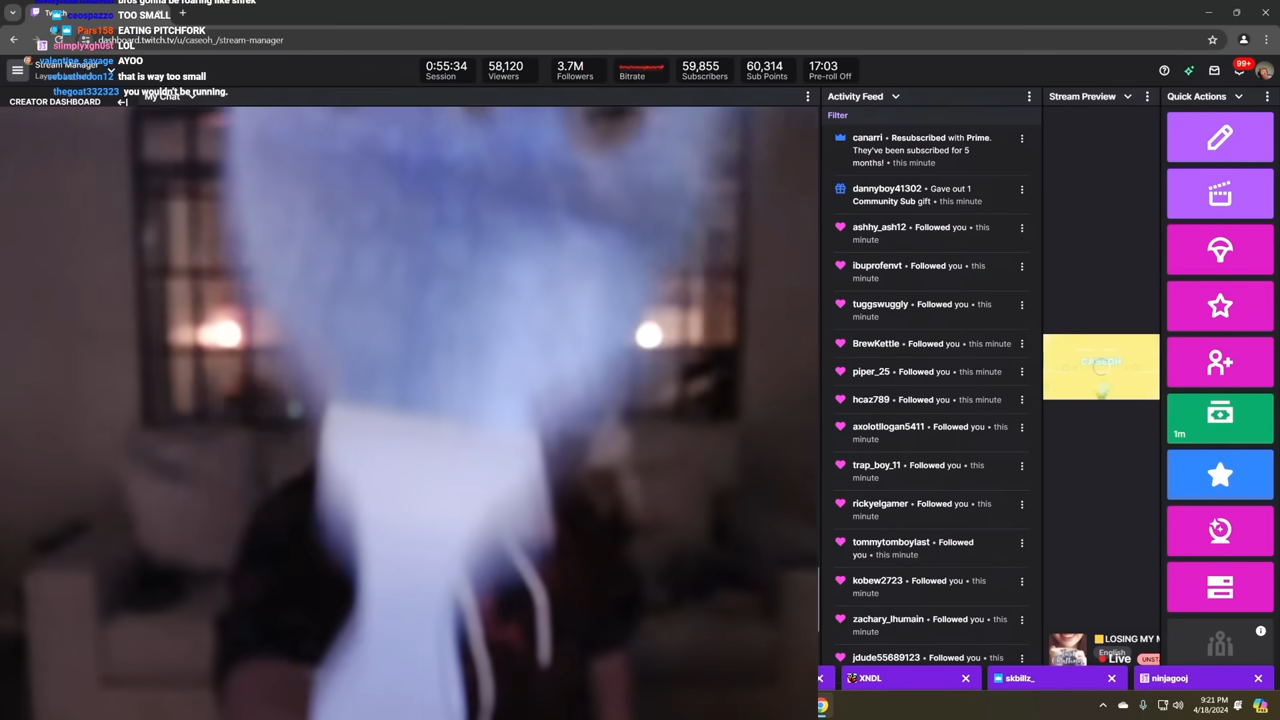 bros gonna be roaring like shrek
ceospazzo TOO SMALL
Pars158 EATING PITCHFORK
siimplyxgh0st LOL
valentine_savage AYOO
that is way too small
thegoat332323 you wouldn't be running.
Twitch
dashboard.twitch.tv/u/caseoh_/stream-manager
Stream Manager
0:55:34
Session
58,120
Viewers
3.7M
Followers
Bitrate
59,855
Subscribers
60,314
Sub Points
17:03
Pre-roll Off
99+
CREATOR DASHBOARD
My Chat
Activity Feed
Filter
canarri • Resubscribed with Prime.
They've been subscribed for 5
months! • this minute
dannyboy41302 • Gave out 1
Community Sub gift • this minute
ashhy_ash12 • Followed you • this
minute
ibuprofenvt • Followed you • this
minute
tuggswuggly • Followed you • this
minute
BrewKettle • Followed you • this minute
piper_25 • Followed you • this minute
hcaz789 • Followed you • this minute
axolotllogan5411 • Followed you • this
minute
trap_boy_11 • Followed you • this
minute
rickyelgamer • Followed you • this
minute
tommytomboylast • Followed
you • this minute
kobew2723 • Followed you • this
minute
zachary_lhumain • Followed you • this
minute
jdude55689123 • Followed you • this
Stream Preview
CASEOH
LOSING MY M
English
Live
UNST
Quick Actions
1m
XNDL
skbillz_
ninjagooj
9:21 PM
4/18/2024